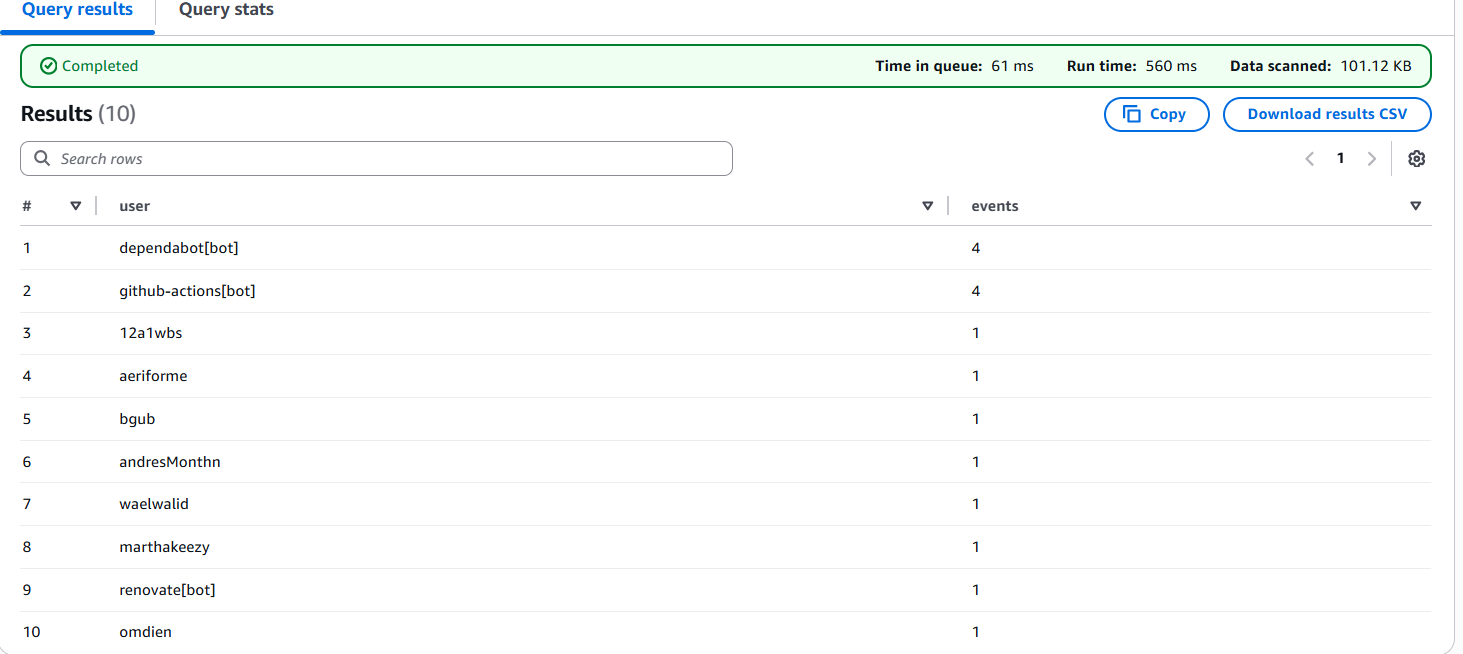 Query results Query stats
Completed Time in queue: 61 ms Run time: 560 ms Data scanned: 101.12 KB
Results (10) Copy Download results CSV
Search rows 1
# user events
1 dependabot[bot] 4
2 github-actions[bot] 4
3 12a1wbs 1
4 aeriforme 1
5 bgub 1
6 andresMonthn 1
7 waelwalid 1
8 marthakeezy 1
9 renovate[bot] 1
10 omdien 1